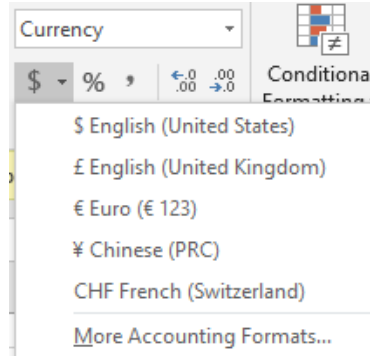 Currency
$ % , .0 .00 .00 .0
Conditiona
Formatting
$ English (United States)
£ English (United Kingdom)
€ Euro (€ 123)
¥ Chinese (PRC)
CHF French (Switzerland)
More Accounting Formats...